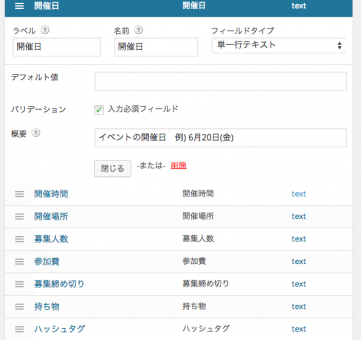 開催日 開催日 text
ラベル 名前 フィールドタイプ
開催日 開催日 単一行テキスト
デフォルト値
バリデーション 入力必須フィールド
概要 イベントの開催日 例) 6月20日(金)
閉じる -または- 削除
開催時間 開催時間 text
開催場所 開催場所 text
募集人数 募集人数 text
参加費 参加費 text
募集締め切り 募集締め切り text
持ち物 持ち物 text
ハッシュタグ ハッシュタグ text